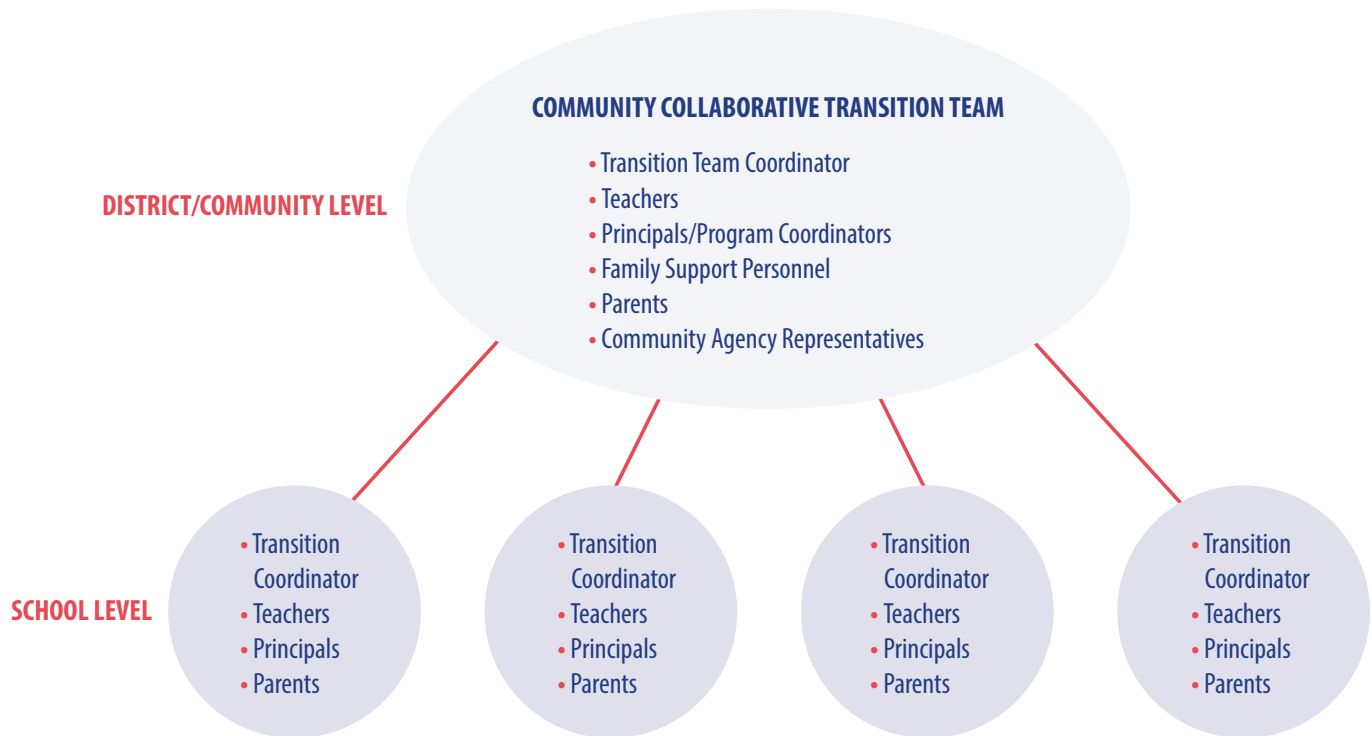 COMMUNITY COLLABORATIVE TRANSITION TEAM
• Transition Team Coordinator
• Teachers
• Principals/Program Coordinators
• Family Support Personnel
• Parents
• Community Agency Representatives
DISTRICT/COMMUNITY LEVEL
SCHOOL LEVEL
• Transition
Coordinator
• Teachers
• Principals
• Parents
• Transition
Coordinator
• Teachers
• Principals
• Parents
• Transition
Coordinator
• Teachers
• Principals
• Parents
• Transition
Coordinator
• Teachers
• Principals
• Parents